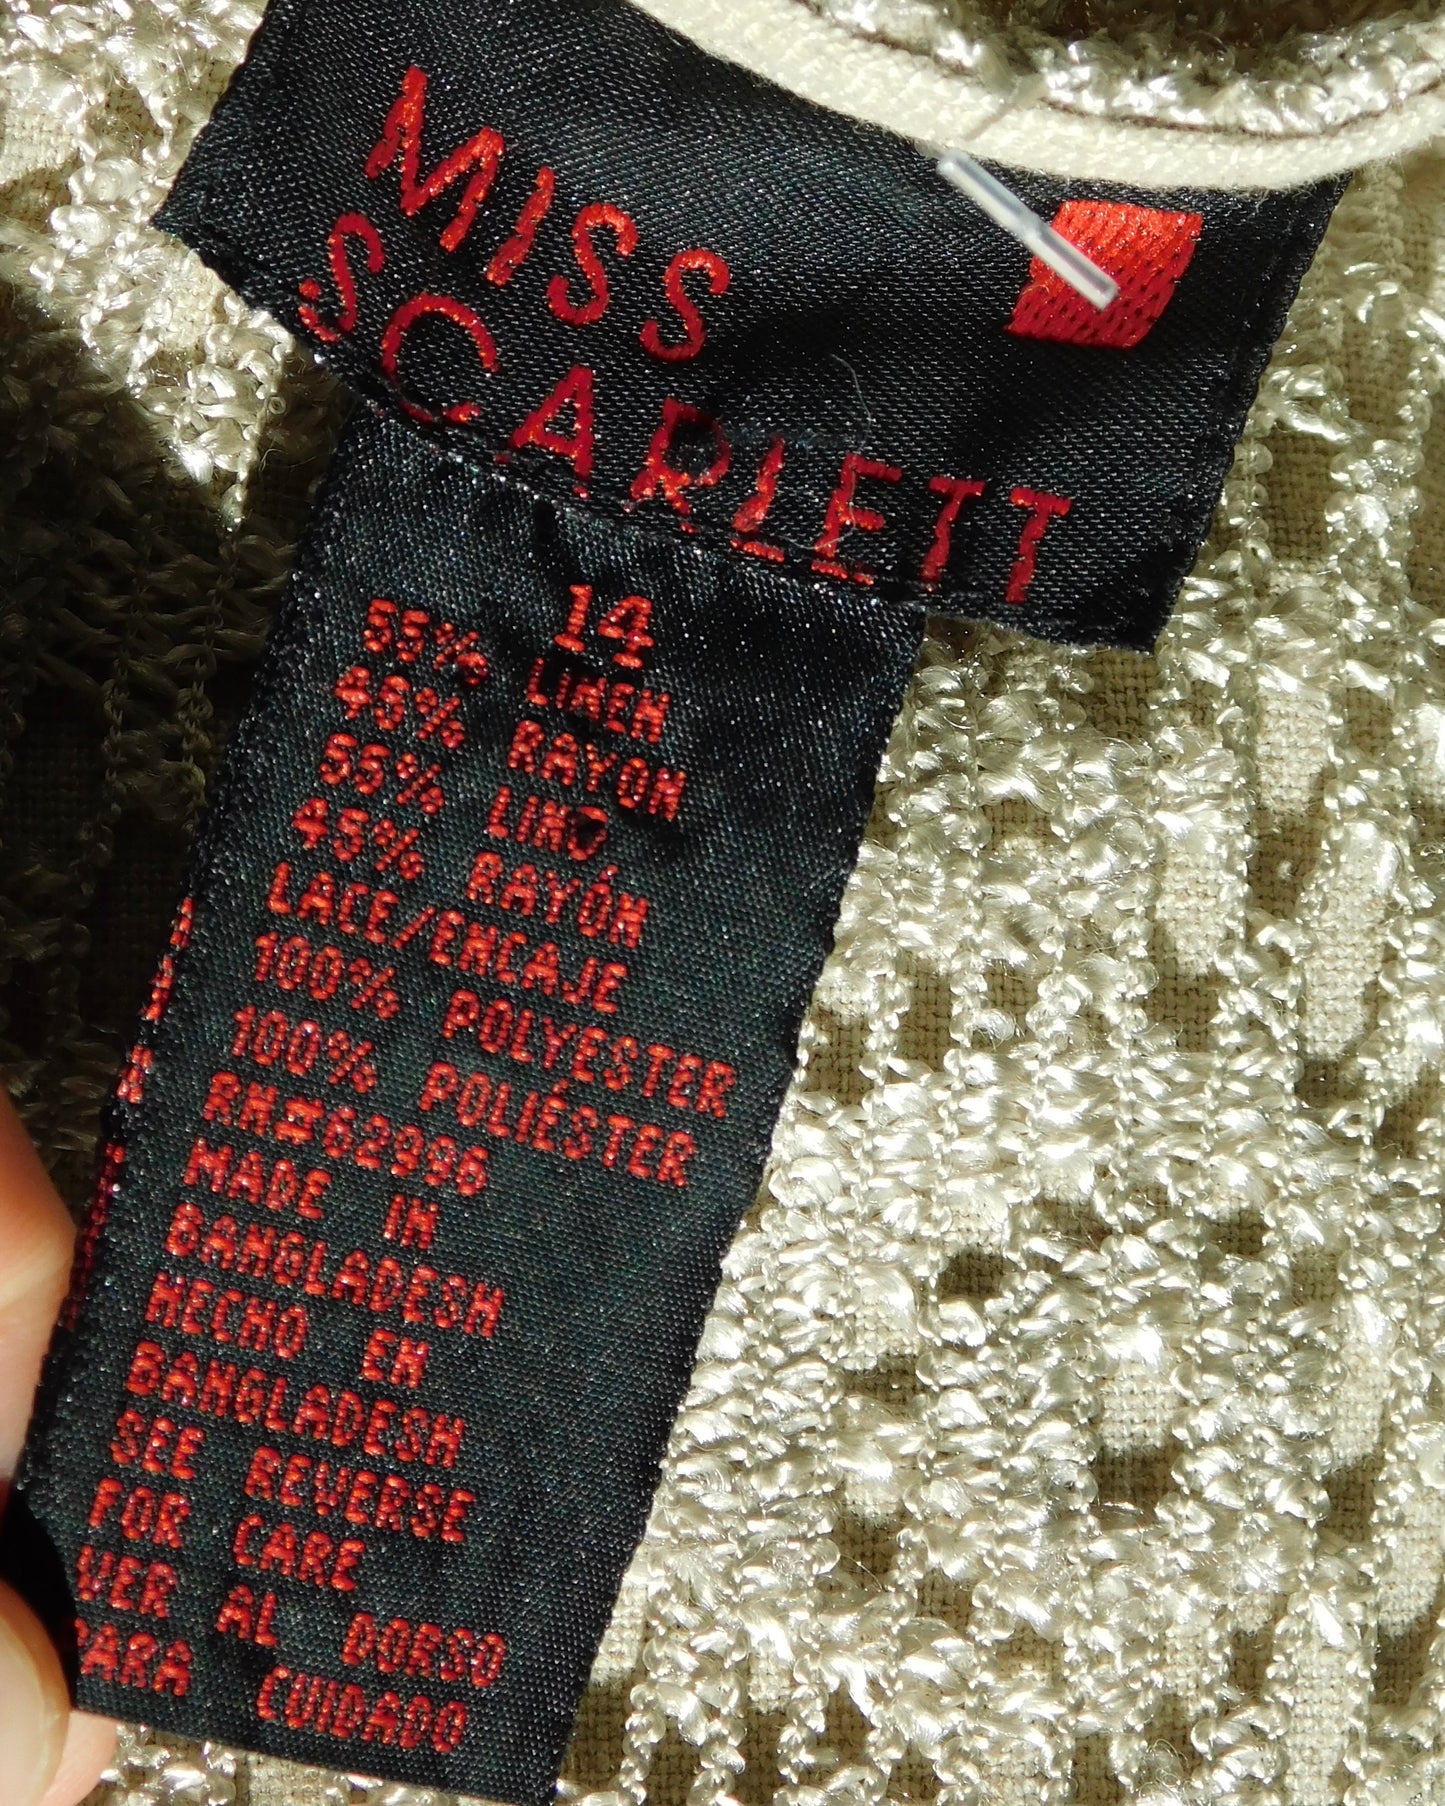 MISS
SCARLETT
14
55% LINEN
45% RAYON
55% LINO
45% RAYÓN
LACE/ENCAJE
100% POLYESTER
100% POLIÉSTER
RN#62996
MADE IN
BANGLADESH
HECHO EN
BANGLADESH
SEE REVERSE
FOR CARE
VER AL DORSO
PARA CUIDADO